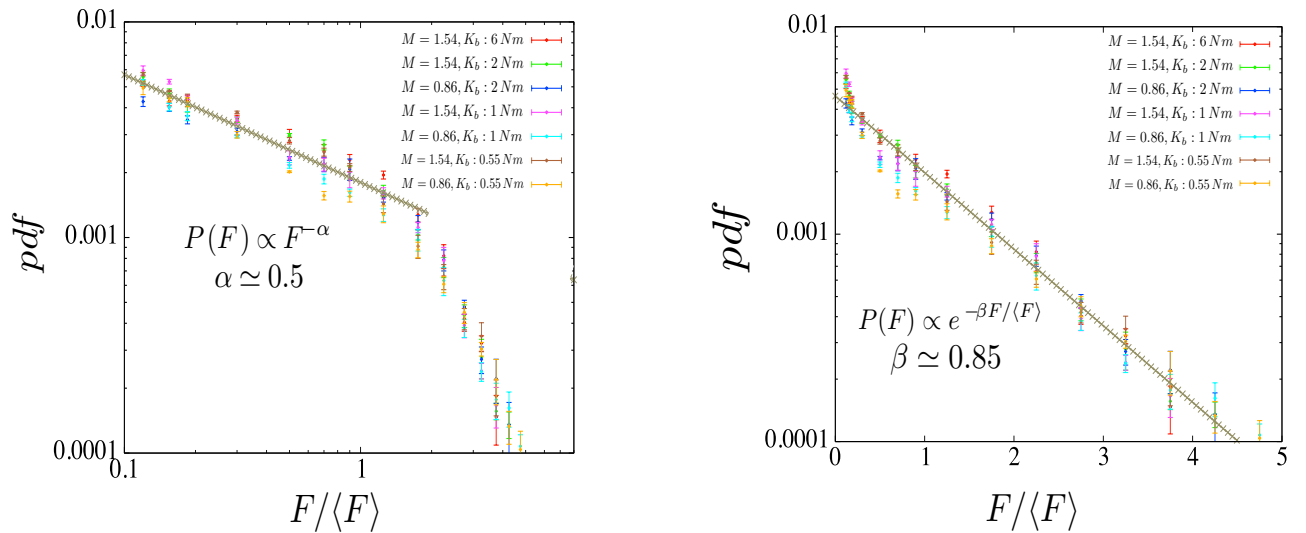 0.01
0.001
0.0001
pdf
M = 1.54, K_b : 6 Nm
M = 1.54, K_b : 2 Nm
M = 0.86, K_b : 2 Nm
M = 1.54, K_b : 1 Nm
M = 0.86, K_b : 1 Nm
M = 1.54, K_b : 0.55 Nm
M = 0.86, K_b : 0.55 Nm
P(F) ∝ F^{-α}
α ≃ 0.5
0.1 1
F/⟨F⟩
0.01
0.001
0.0001
pdf
M = 1.54, K_b : 6 Nm
M = 1.54, K_b : 2 Nm
M = 0.86, K_b : 2 Nm
M = 1.54, K_b : 1 Nm
M = 0.86, K_b : 1 Nm
M = 1.54, K_b : 0.55 Nm
M = 0.86, K_b : 0.55 Nm
P(F) ∝ e^{-βF/⟨F⟩}
β ≃ 0.85
0 1 2 3 4 5
F/⟨F⟩